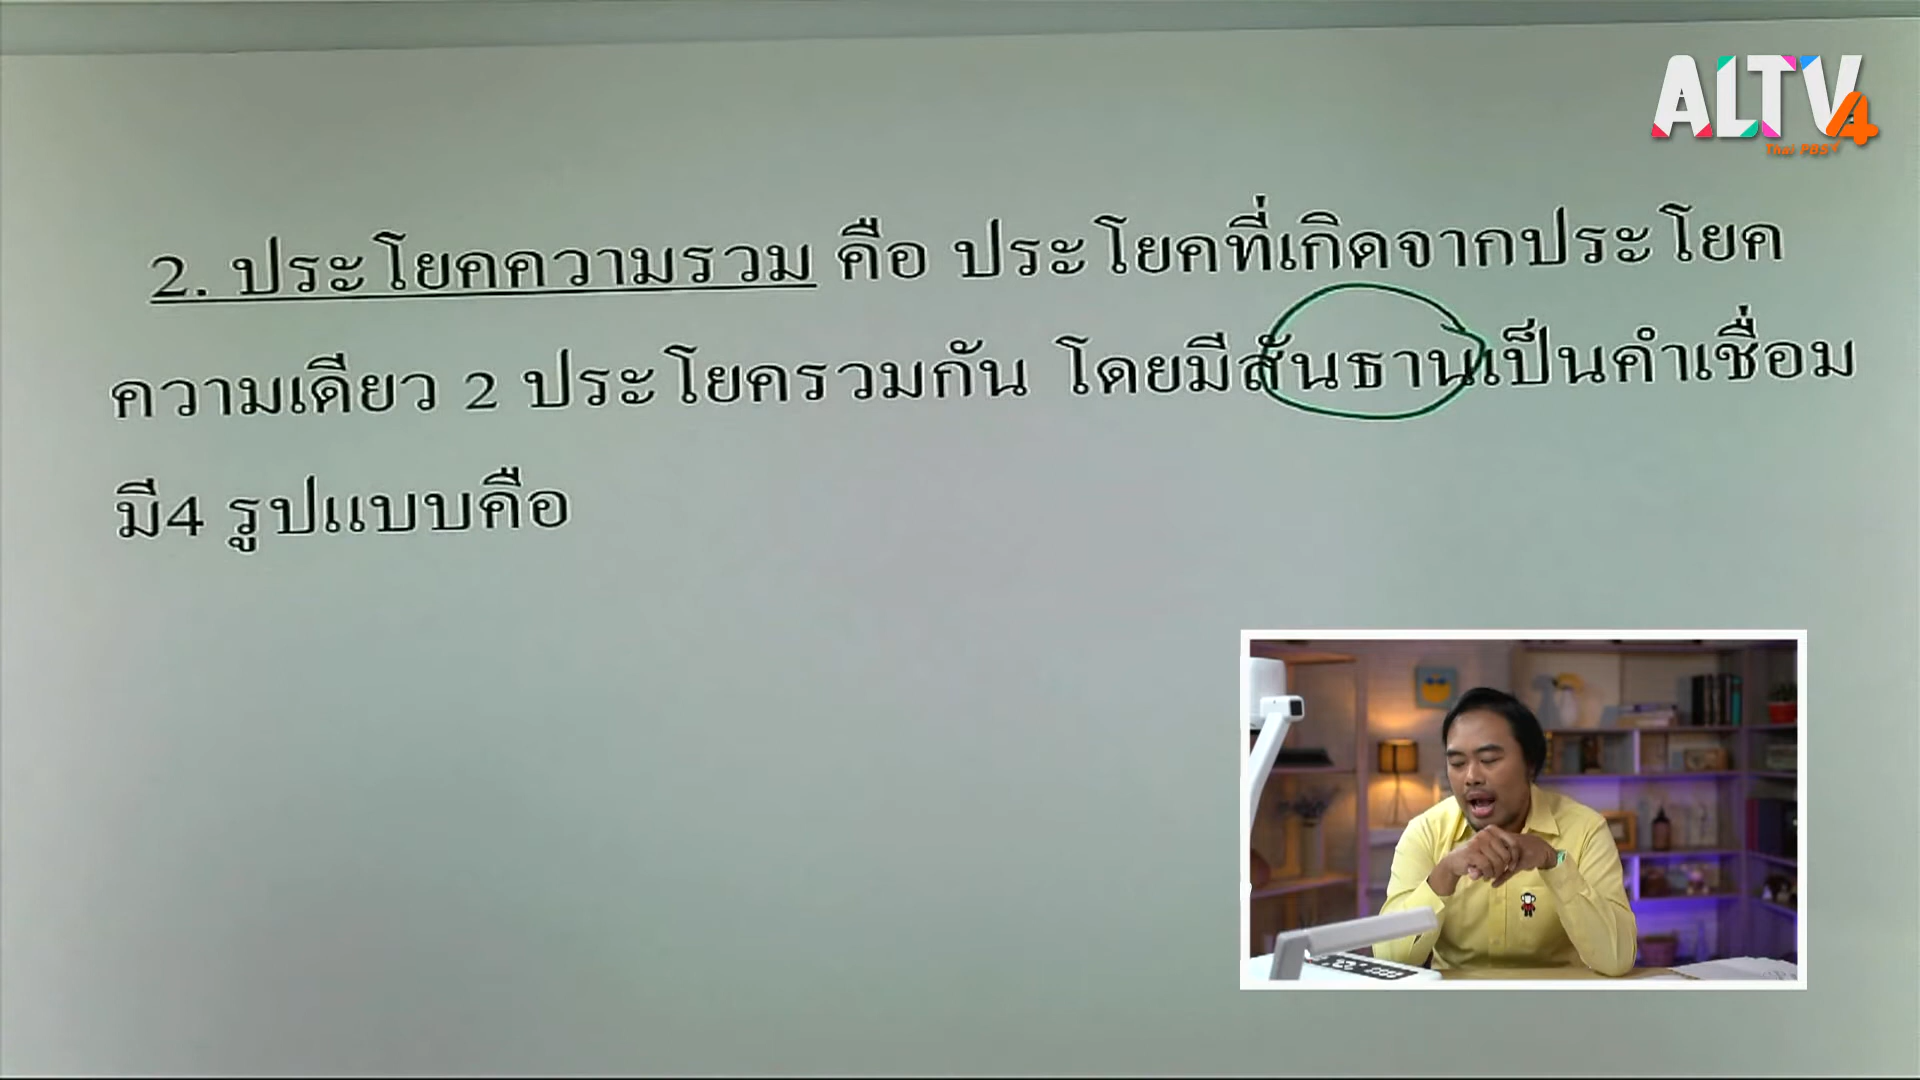 ALTV4
Thai PBS
2. ประโยคความรวม คือ ประโยคที่เกิดจากประโยค
ความเดียว 2 ประโยครวมกัน โดยมีสันธานเป็นคำเชื่อม
มี4 รูปแบบคือ